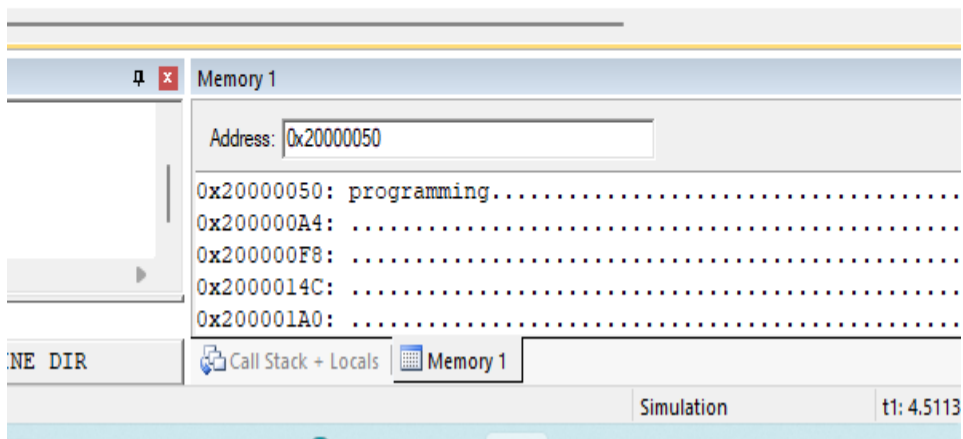 Memory 1
Address: 0x20000050
0x20000050: programming.....................................
0x200000A4: ................................................
0x200000F8: ................................................
0x2000014C: ................................................
0x200001A0: ................................................
NE DIR
Call Stack + Locals
Memory 1
Simulation
t1: 4.5113